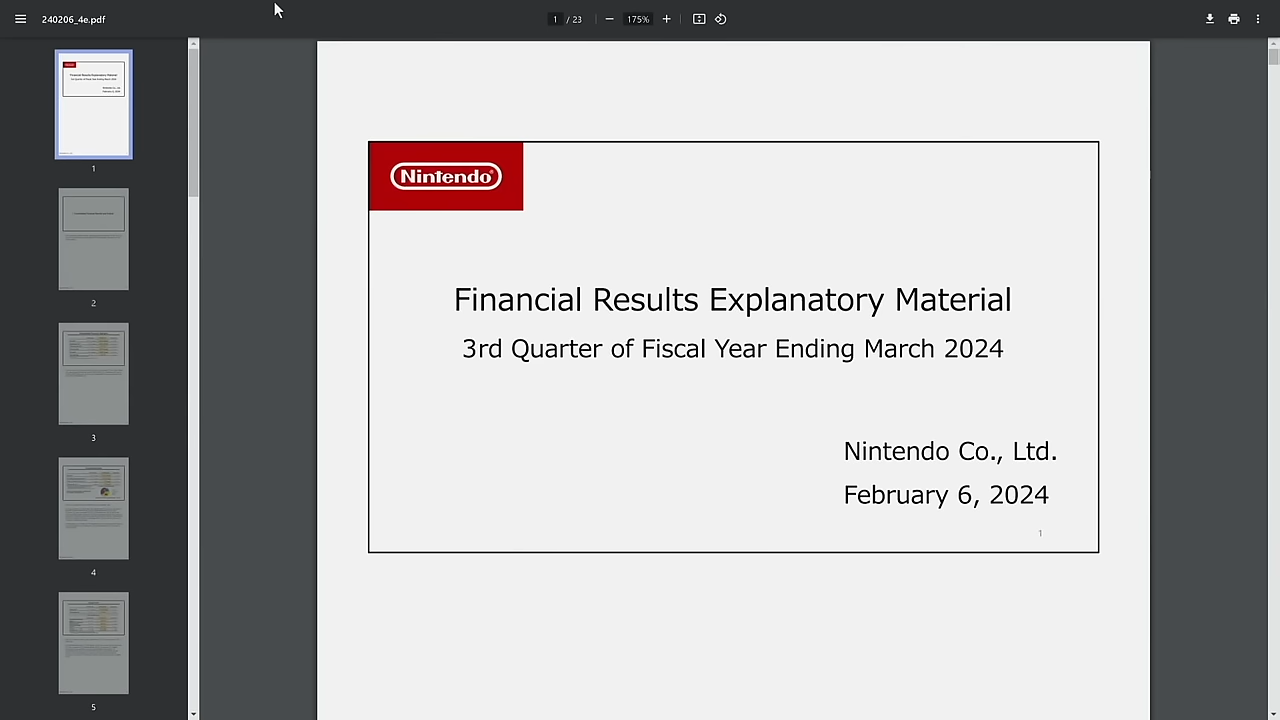 240206_4e.pdf
1 / 23
175%
Nintendo
Financial Results Explanatory Material
3rd Quarter of Fiscal Year Ending March 2024
Nintendo Co., Ltd.
February 6, 2024
1
1
2
3
4
5